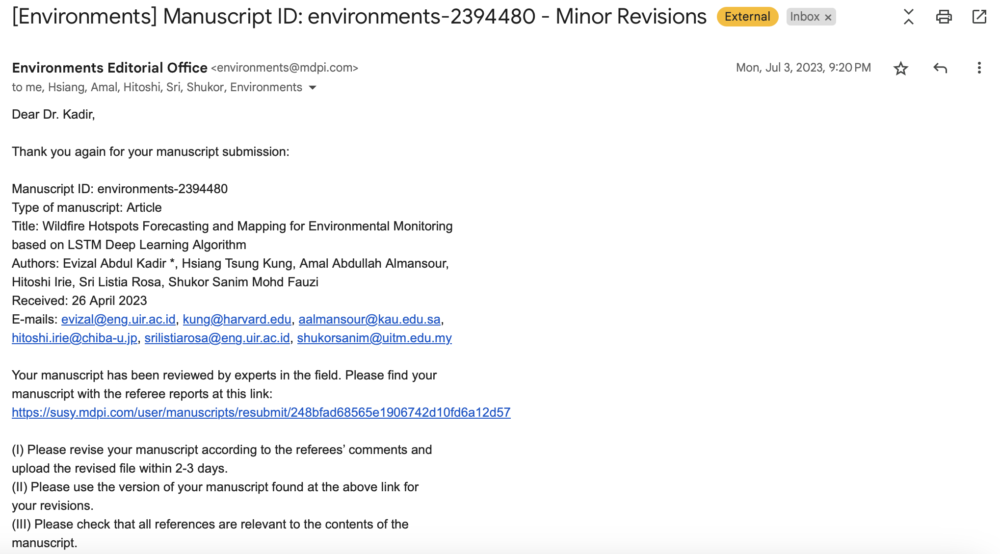 [Environments] Manuscript ID: environments-2394480 - Minor Revisions External Inbox ×
Environments Editorial Office <environments@mdpi.com> Mon, Jul 3, 2023, 9:20 PM
to me, Hsiang, Amal, Hitoshi, Sri, Shukor, Environments
Dear Dr. Kadir,
Thank you again for your manuscript submission:
Manuscript ID: environments-2394480
Type of manuscript: Article
Title: Wildfire Hotspots Forecasting and Mapping for Environmental Monitoring
based on LSTM Deep Learning Algorithm
Authors: Evizal Abdul Kadir *, Hsiang Tsung Kung, Amal Abdullah Almansour,
Hitoshi Irie, Sri Listia Rosa, Shukor Sanim Mohd Fauzi
Received: 26 April 2023
E-mails: evizal@eng.uir.ac.id, kung@harvard.edu, aalmansour@kau.edu.sa,
hitoshi.irie@chiba-u.jp, srilistiarosa@eng.uir.ac.id, shukorsanim@uitm.edu.my
Your manuscript has been reviewed by experts in the field. Please find your
manuscript with the referee reports at this link:
https://susy.mdpi.com/user/manuscripts/resubmit/248bfad68565e1906742d10fd6a12d57
(I) Please revise your manuscript according to the referees’ comments and
upload the revised file within 2-3 days.
(II) Please use the version of your manuscript found at the above link for
your revisions.
(III) Please check that all references are relevant to the contents of the
manuscript.